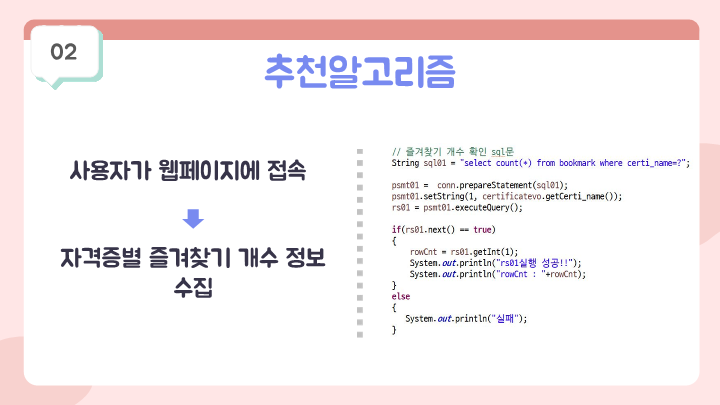 02
추천알고리즘
사용자가 웹페이지에 접속
자격증별 즐겨찾기 개수 정보
수집
// 즐겨찾기 개수 확인 sql문
String sql01 = "select count(*) from bookmark where certi_name=?";
psmt01 =  conn.prepareStatement(sql01);
psmt01.setString(1, certificatevo.getCerti_name());
rs01 = psmt01.executeQuery();
if(rs01.next() == true)
{
    rowCnt = rs01.getInt(1);
    System.out.println("rs01실행 성공!!");
    System.out.println("rowCnt : "+rowCnt);
}
else
{
   System.out.println("실패");
}